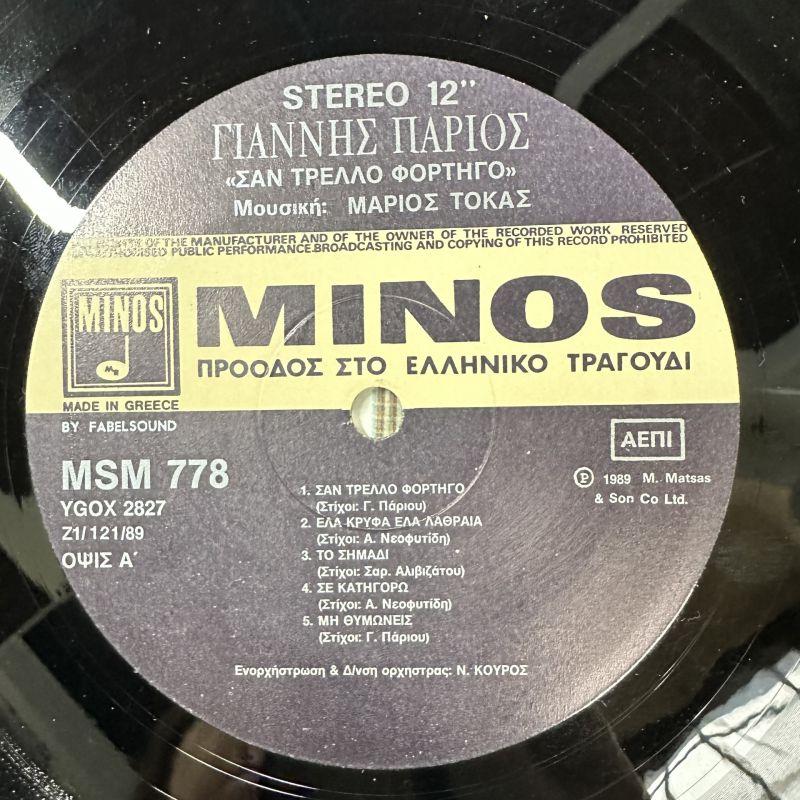 STEREO 12"
ΓΙΑΝΝΗΣ ΠΑΡΙΟΣ
«ΣΑΝ ΤΡΕΛΛΟ ΦΟΡΤΗΓΟ»
Μουσική: ΜΑΡΙΟΣ ΤΟΚΑΣ
OF THE MANUFACTURER AND OF THE OWNER OF THE RECORDED WORK RESERVED
PUBLIC PERFORMANCE.BROADCASTING AND COPYING OF THIS RECORD PROHIBITED
MINOS
MINOS
ΠΡΟΟΔΟΣ ΣΤΟ ΕΛΛΗΝΙΚΟ ΤΡΑΓΟΥΔΙ
MADE IN GREECE
BY FABELSOUND
ΑΕΠΙ
MSM 778
YGOX 2827
Z1/121/89
ΟΨΙΣ Α΄
℗ 1989 M. Matsas
& Son Co Ltd.
1. ΣΑΝ ΤΡΕΛΛΟ ΦΟΡΤΗΓΟ
(Στίχοι: Γ. Πάριου)
2. ΕΛΑ ΚΡΥΦΑ ΕΛΑ ΛΑΘΡΑΙΑ
(Στίχοι: Α. Νεοφυτίδη)
3. ΤΟ ΣΗΜΑΔΙ
(Στίχοι: Σαρ. Αλιβιζάτου)
4. ΣΕ ΚΑΤΗΓΟΡΩ
(Στίχοι: Α. Νεοφυτίδη)
5. ΜΗ ΘΥΜΩΝΕΙΣ
(Στίχοι: Γ. Πάριου)
Ενορχήστρωση & Δ/νση ορχήστρας: Ν. ΚΟΥΡΟΣ